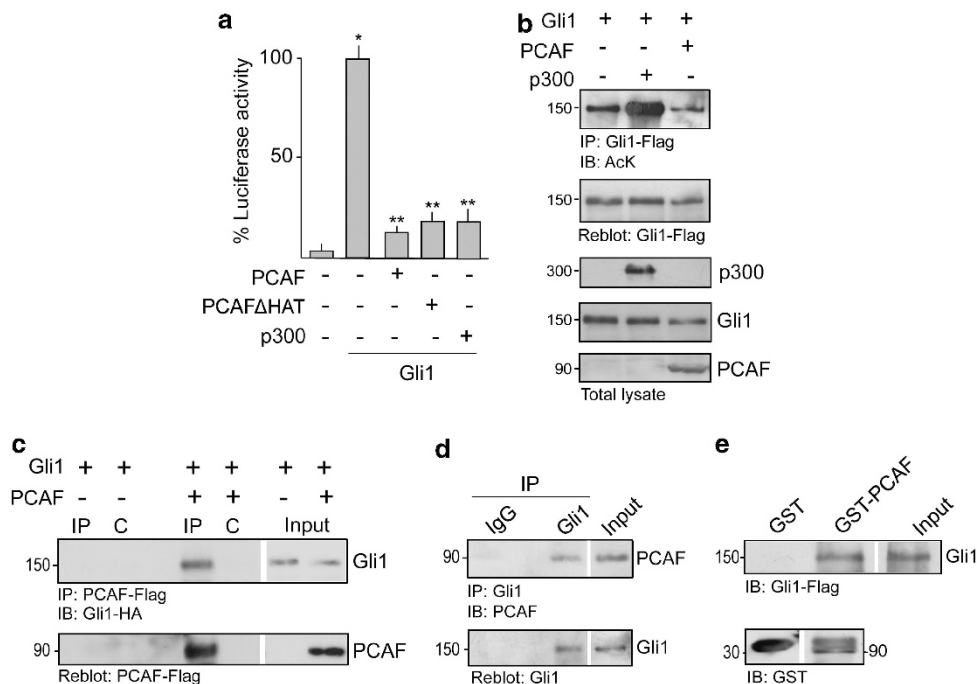 a
% Luciferase activity
100
50
* ** ** **
PCAF - - + - -
PCAFΔHAT - - - + -
p300 - - - - +
Gli1
b
Gli1 + + +
PCAF - - +
p300 - + -
150
IP: Gli1-Flag
IB: AcK
150
Reblot: Gli1-Flag
300 p300
150 Gli1
90 PCAF
Total lysate
c
Gli1 + + + + + +
PCAF - - + + - +
IP C IP C Input
150 Gli1
IP: PCAF-Flag
IB: Gli1-HA
90 PCAF
Reblot: PCAF-Flag
d
IP
IgG Gli1 Input
90 PCAF
IP: Gli1
IB: PCAF
150 Gli1
Reblot: Gli1
e
GST GST-PCAF Input
150 Gli1
IB: Gli1-Flag
30 90
IB: GST